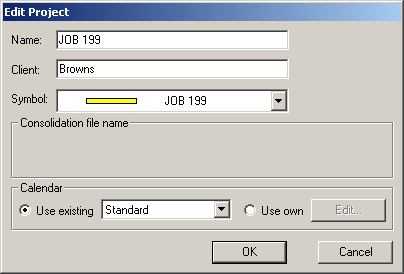 Edit Project
Name: JOB 199
Client: Browns
Symbol: JOB 199
Consolidation file name
Calendar
Use existing Standard Use own Edit...
OK Cancel